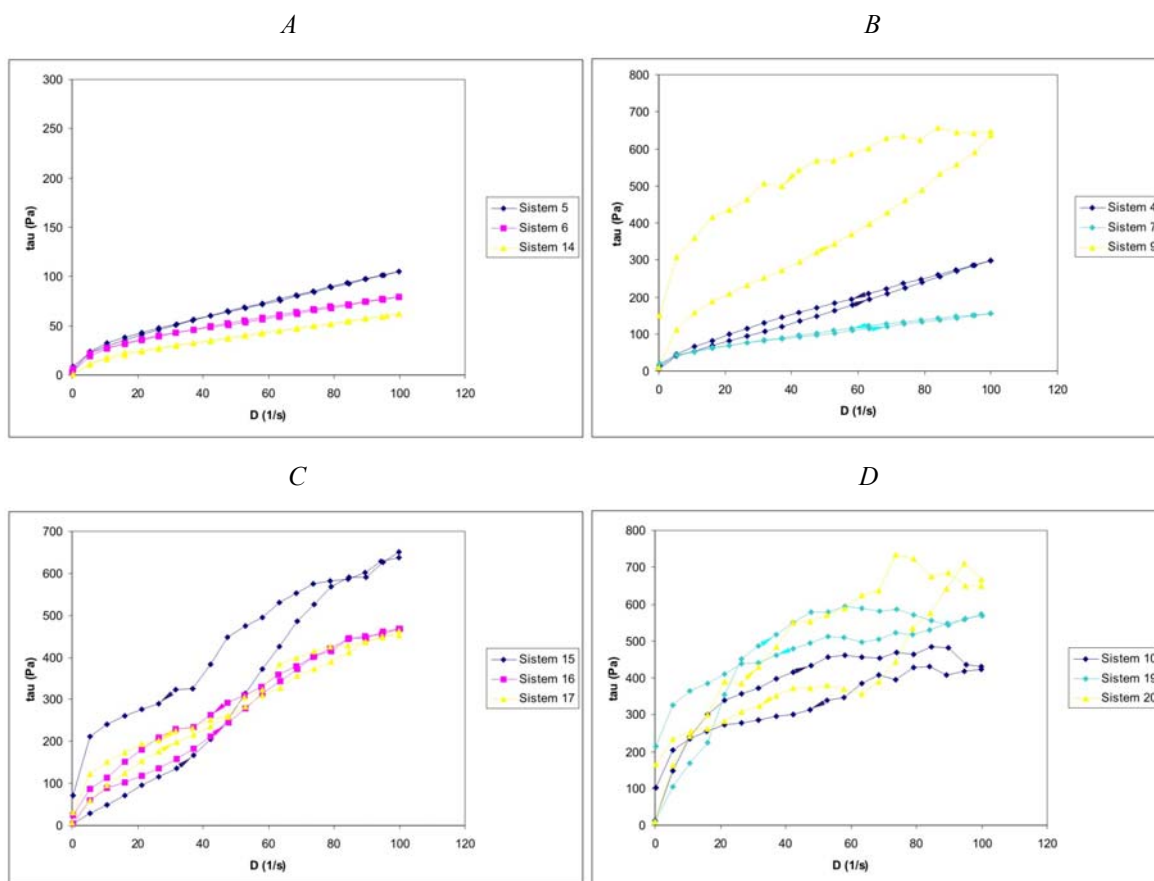 A
B
300
250
200
150
100
50
0
tau (Pa)
0 20 40 60 80 100 120
D (1/s)
Sistem 5
Sistem 6
Sistem 14
800
700
600
500
400
300
200
100
0
tau (Pa)
0 20 40 60 80 100 120
D (1/s)
Sistem 4
Sistem 7
Sistem 9
C
D
700
600
500
400
300
200
100
0
tau (Pa)
0 20 40 60 80 100 120
D (1/s)
Sistem 15
Sistem 16
Sistem 17
800
700
600
500
400
300
200
100
0
tau (Pa)
0 20 40 60 80 100 120
D (1/s)
Sistem 10
Sistem 19
Sistem 20